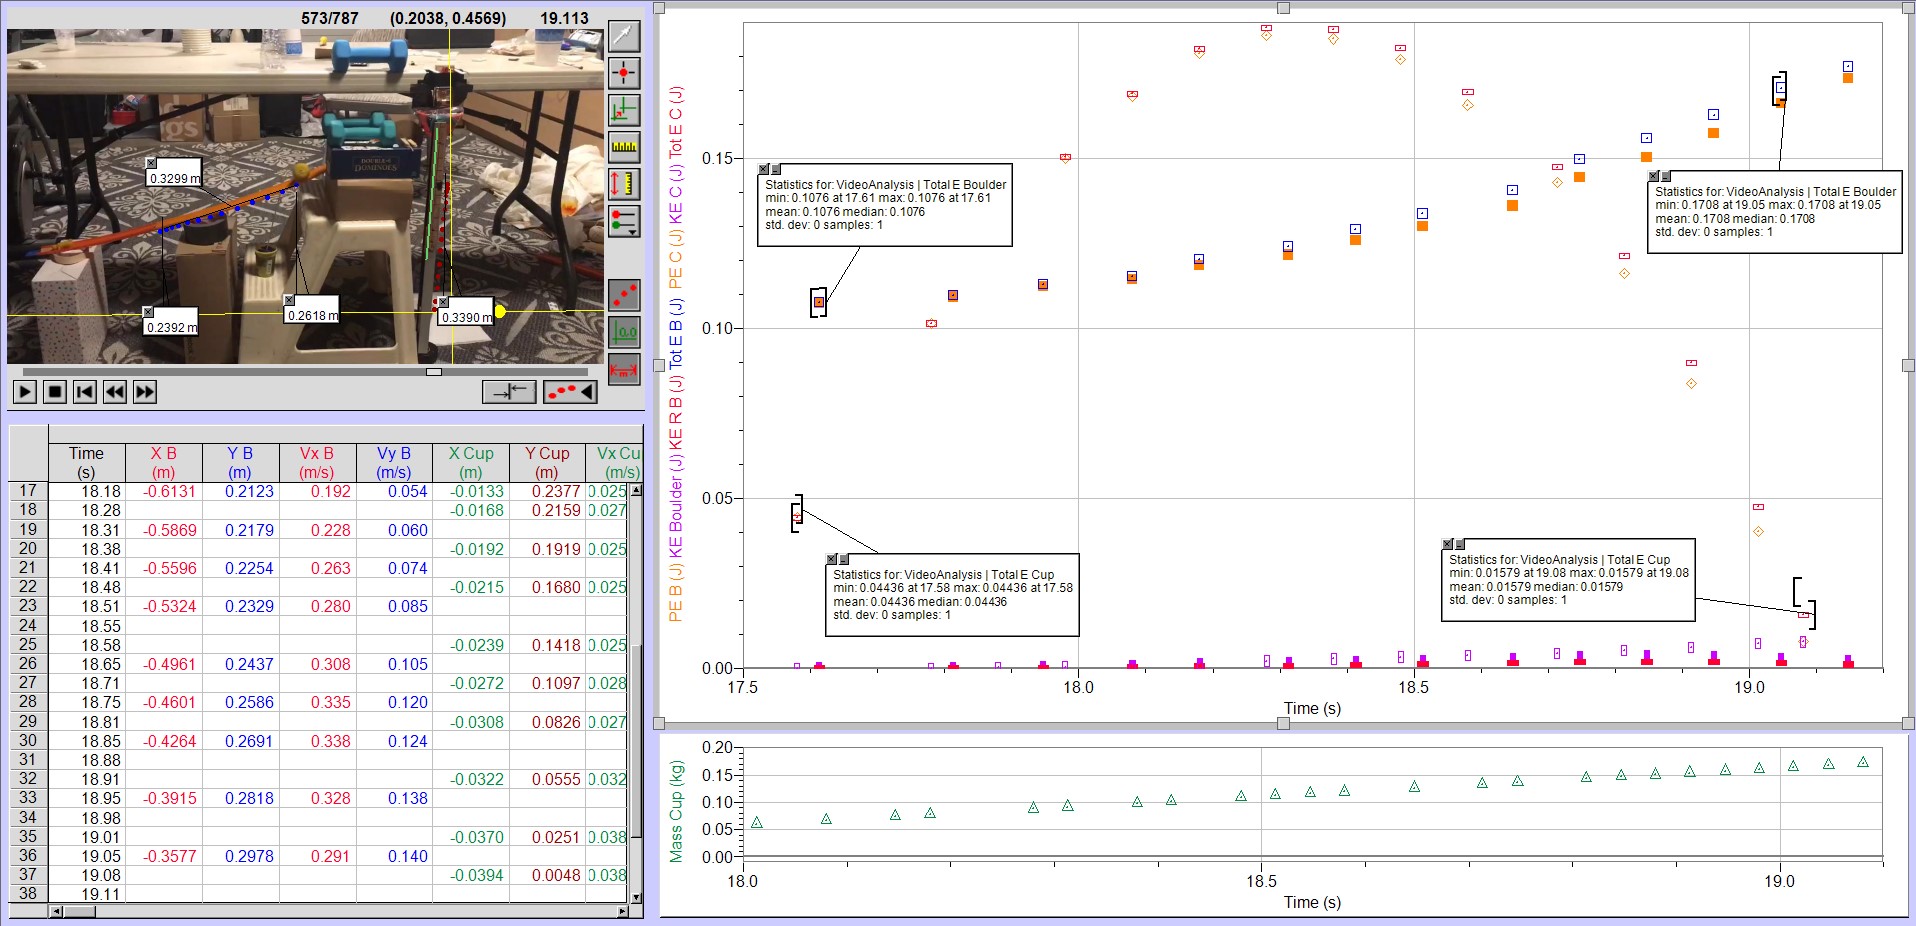 573/787 (0.2038, 0.4569) 19.113
0.3299 m
0.2392 m
0.2618 m
0.3390 m
DOUBLE-6
DOMINOES
gs
0,0
m
Time X B Y B Vx B Vy B X Cup Y Cup Vx Cu
(s) (m) (m) (m/s) (m/s) (m) (m) (m/s)
17 18.18 -0.6131 0.2123 0.192 0.054 -0.0133 0.2377 0.025
18 18.28 -0.0168 0.2159 0.027
19 18.31 -0.5869 0.2179 0.228 0.060
20 18.38 -0.0192 0.1919 0.025
21 18.41 -0.5596 0.2254 0.263 0.074
22 18.48 -0.0215 0.1680 0.025
23 18.51 -0.5324 0.2329 0.280 0.085
24 18.55
25 18.58 -0.0239 0.1418 0.025
26 18.65 -0.4961 0.2437 0.308 0.105
27 18.71 -0.0272 0.1097 0.028
28 18.75 -0.4601 0.2586 0.335 0.120
29 18.81 -0.0308 0.0826 0.027
30 18.85 -0.4264 0.2691 0.338 0.124
31 18.88
32 18.91 -0.0322 0.0555 0.032
33 18.95 -0.3915 0.2818 0.328 0.138
34 18.98
35 19.01 -0.0370 0.0251 0.038
36 19.05 -0.3577 0.2978 0.291 0.140
37 19.08 -0.0394 0.0048 0.038
38 19.11
PE B (J) KE Boulder (J) KE R B (J) Tot E B (J) PE C (J) KE C (J) Tot E C (J)
0.15
0.10
0.05
0.00
Statistics for: VideoAnalysis | Total E Boulder
min: 0.1076 at 17.61 max: 0.1076 at 17.61
mean: 0.1076 median: 0.1076
std. dev: 0 samples: 1
Statistics for: VideoAnalysis | Total E Boulder
min: 0.1708 at 19.05 max: 0.1708 at 19.05
mean: 0.1708 median: 0.1708
std. dev: 0 samples: 1
Statistics for: VideoAnalysis | Total E Cup
min: 0.04436 at 17.58 max: 0.04436 at 17.58
mean: 0.04436 median: 0.04436
std. dev: 0 samples: 1
Statistics for: VideoAnalysis | Total E Cup
min: 0.01579 at 19.08 max: 0.01579 at 19.08
mean: 0.01579 median: 0.01579
std. dev: 0 samples: 1
17.5 18.0 18.5 19.0
Time (s)
Mass Cup (kg)
0.20
0.15
0.10
0.05
0.00
18.0 18.5 19.0
Time (s)